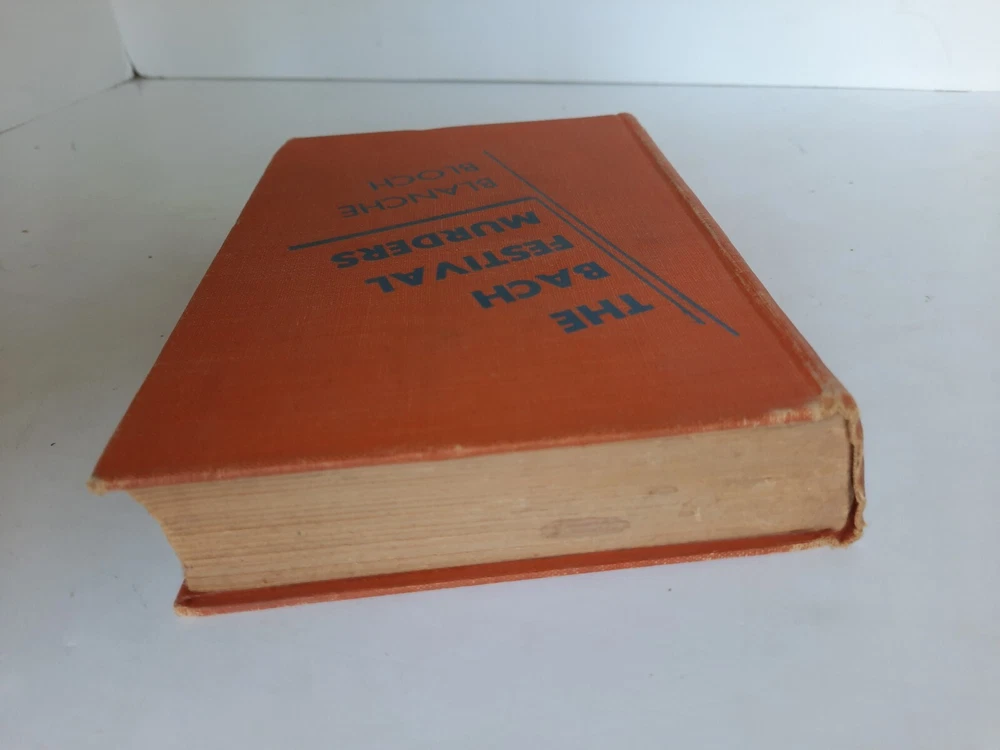 THE
BACH
FESTIVAL
MURDERS
BLANCHE
BLOCH